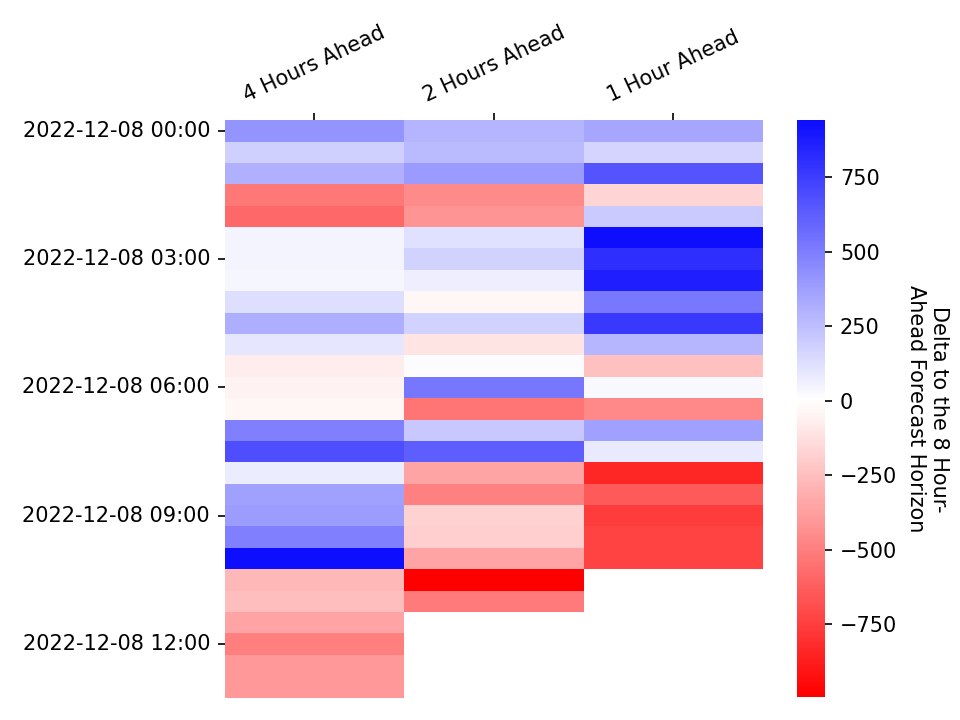 4 Hours Ahead
2 Hours Ahead
1 Hour Ahead
2022-12-08 00:00
2022-12-08 03:00
2022-12-08 06:00
2022-12-08 09:00
2022-12-08 12:00
750
500
250
0
−250
−500
−750
Delta to the 8 Hour-
Ahead Forecast Horizon